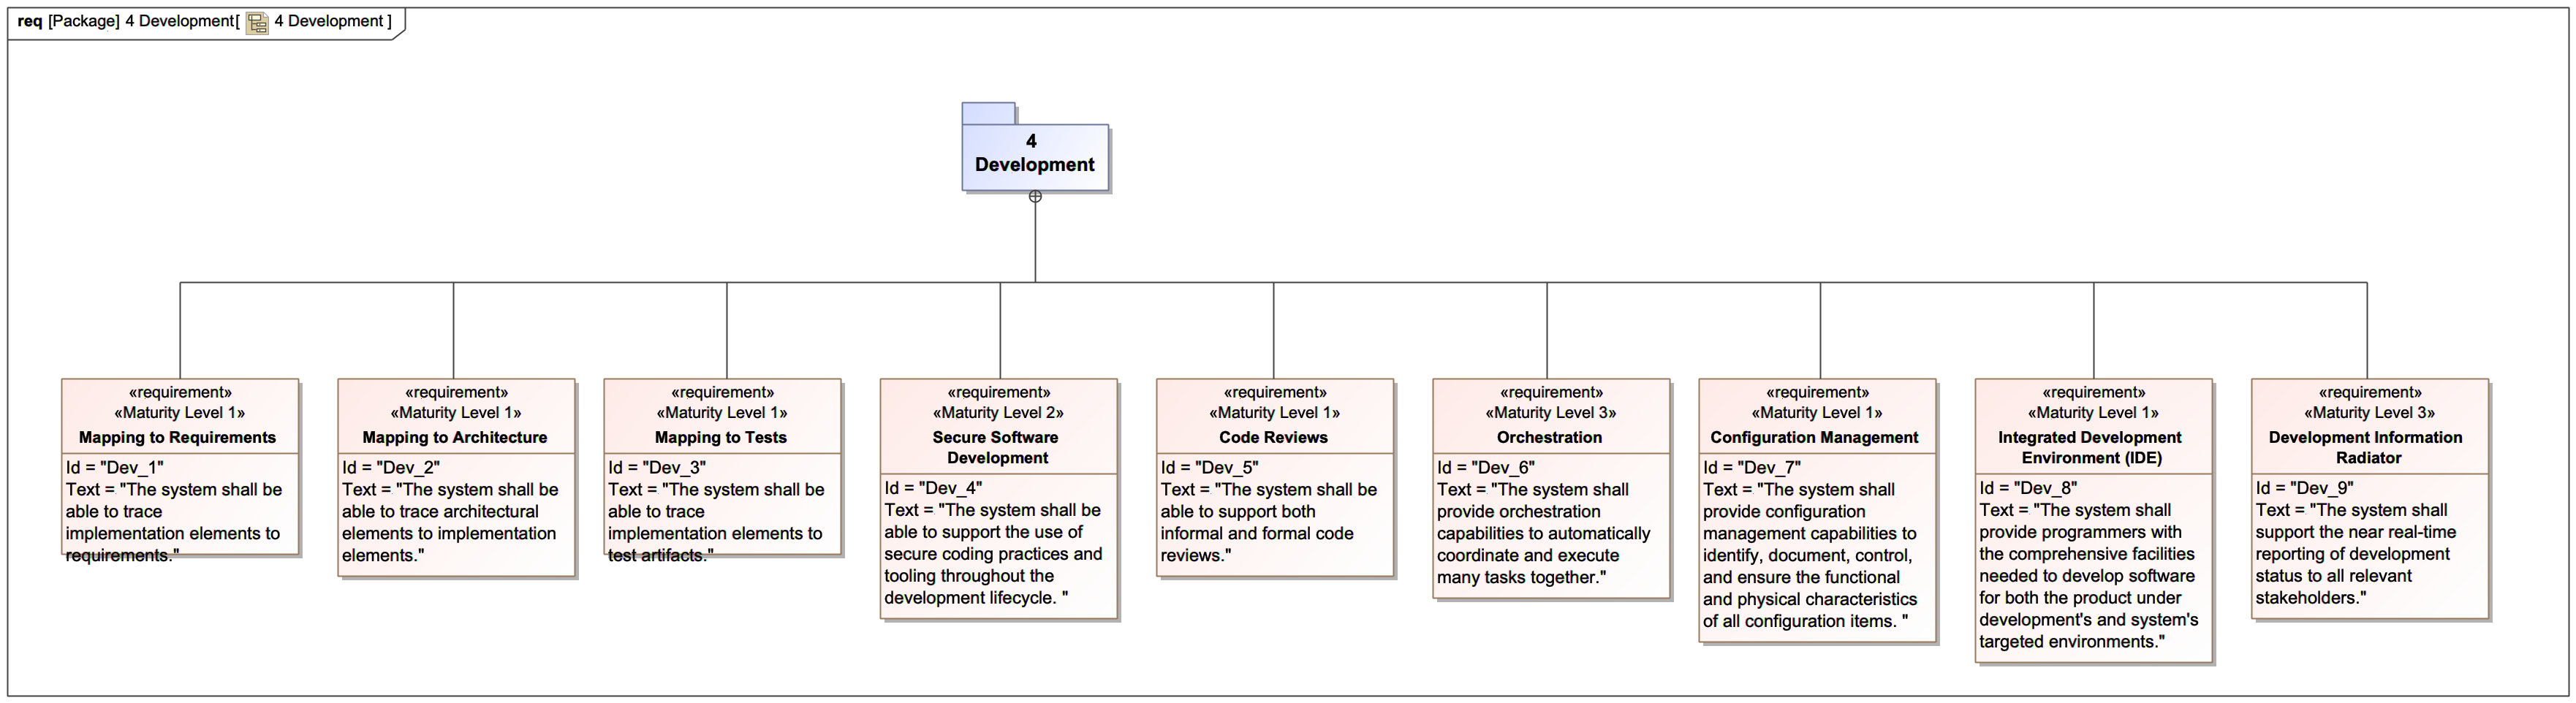 req [Package] 4 Development[ 4 Development ]
4
Development
«requirement»
«Maturity Level 1»
Mapping to Requirements
Id = "Dev_1"
Text = "The system shall be
able to trace
implementation elements to
requirements."
«requirement»
«Maturity Level 1»
Mapping to Architecture
Id = "Dev_2"
Text = "The system shall be
able to trace architectural
elements to implementation
elements."
«requirement»
«Maturity Level 1»
Mapping to Tests
Id = "Dev_3"
Text = "The system shall be
able to trace
implementation elements to
test artifacts."
«requirement»
«Maturity Level 2»
Secure Software
Development
Id = "Dev_4"
Text = "The system shall be
able to support the use of
secure coding practices and
tooling throughout the
development lifecycle. "
«requirement»
«Maturity Level 1»
Code Reviews
Id = "Dev_5"
Text = "The system shall be
able to support both
informal and formal code
reviews."
«requirement»
«Maturity Level 3»
Orchestration
Id = "Dev_6"
Text = "The system shall
provide orchestration
capabilities to automatically
coordinate and execute
many tasks together."
«requirement»
«Maturity Level 1»
Configuration Management
Id = "Dev_7"
Text = "The system shall
provide configuration
management capabilities to
identify, document, control,
and ensure the functional
and physical characteristics
of all configuration items. "
«requirement»
«Maturity Level 1»
Integrated Development
Environment (IDE)
Id = "Dev_8"
Text = "The system shall
provide programmers with
the comprehensive facilities
needed to develop software
for both the product under
development's and system's
targeted environments."
«requirement»
«Maturity Level 3»
Development Information
Radiator
Id = "Dev_9"
Text = "The system shall
support the near real-time
reporting of development
status to all relevant
stakeholders."